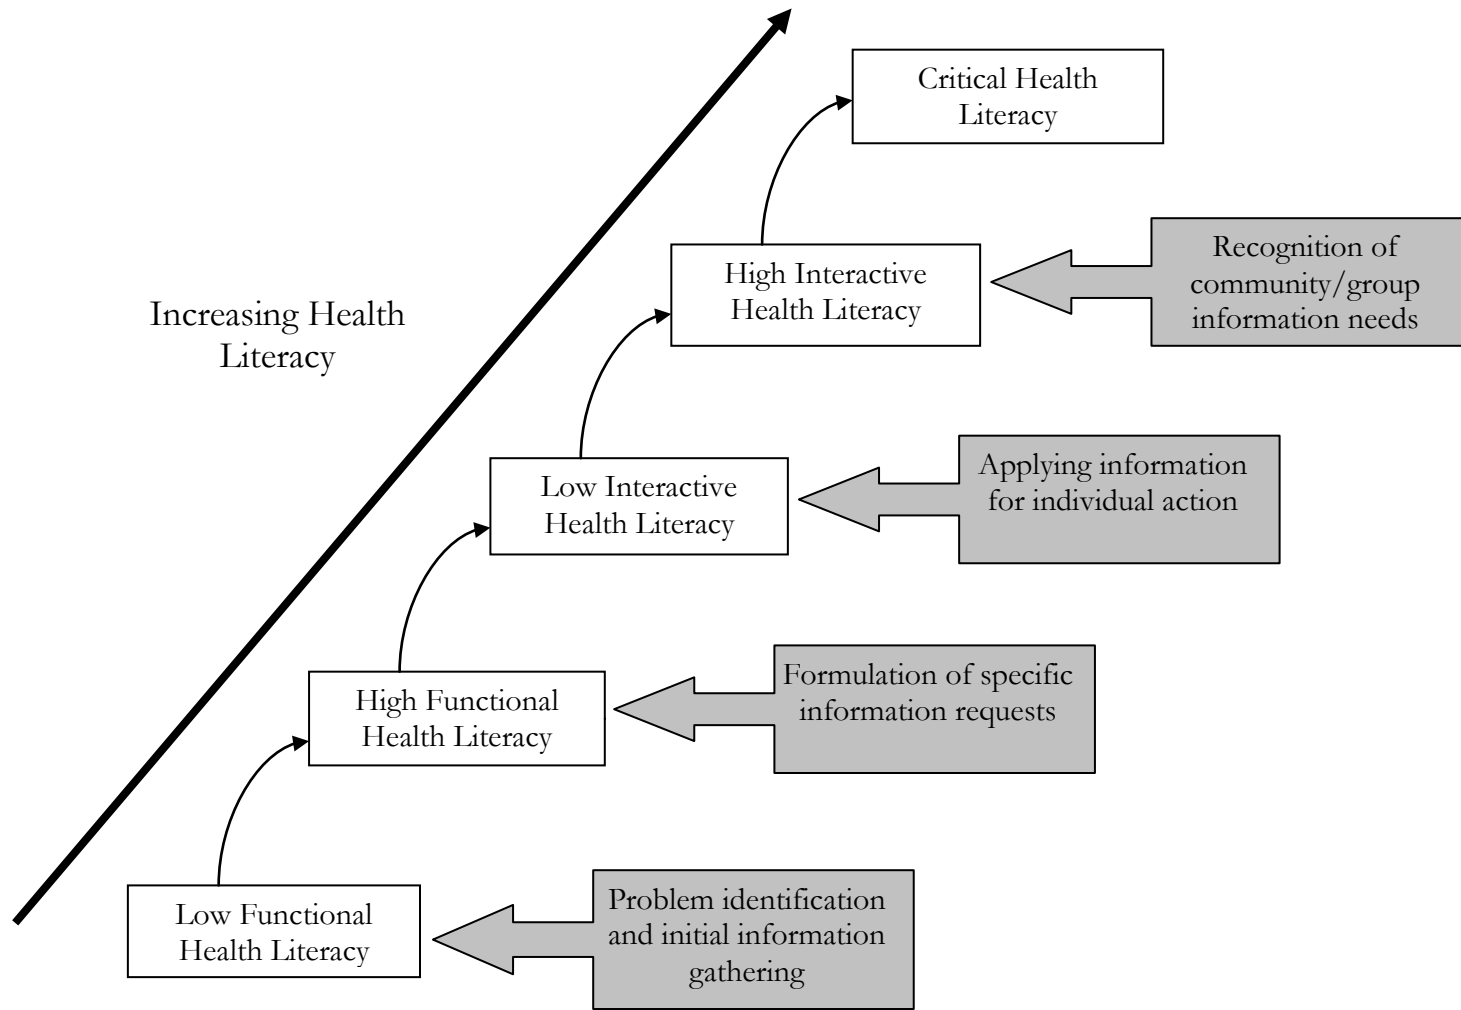 Critical Health
Literacy
High Interactive
Health Literacy
Recognition of
community/group
information needs
Increasing Health
Literacy
Low Interactive
Health Literacy
Applying information
for individual action
High Functional
Health Literacy
Formulation of specific
information requests
Low Functional
Health Literacy
Problem identification
and initial information
gathering